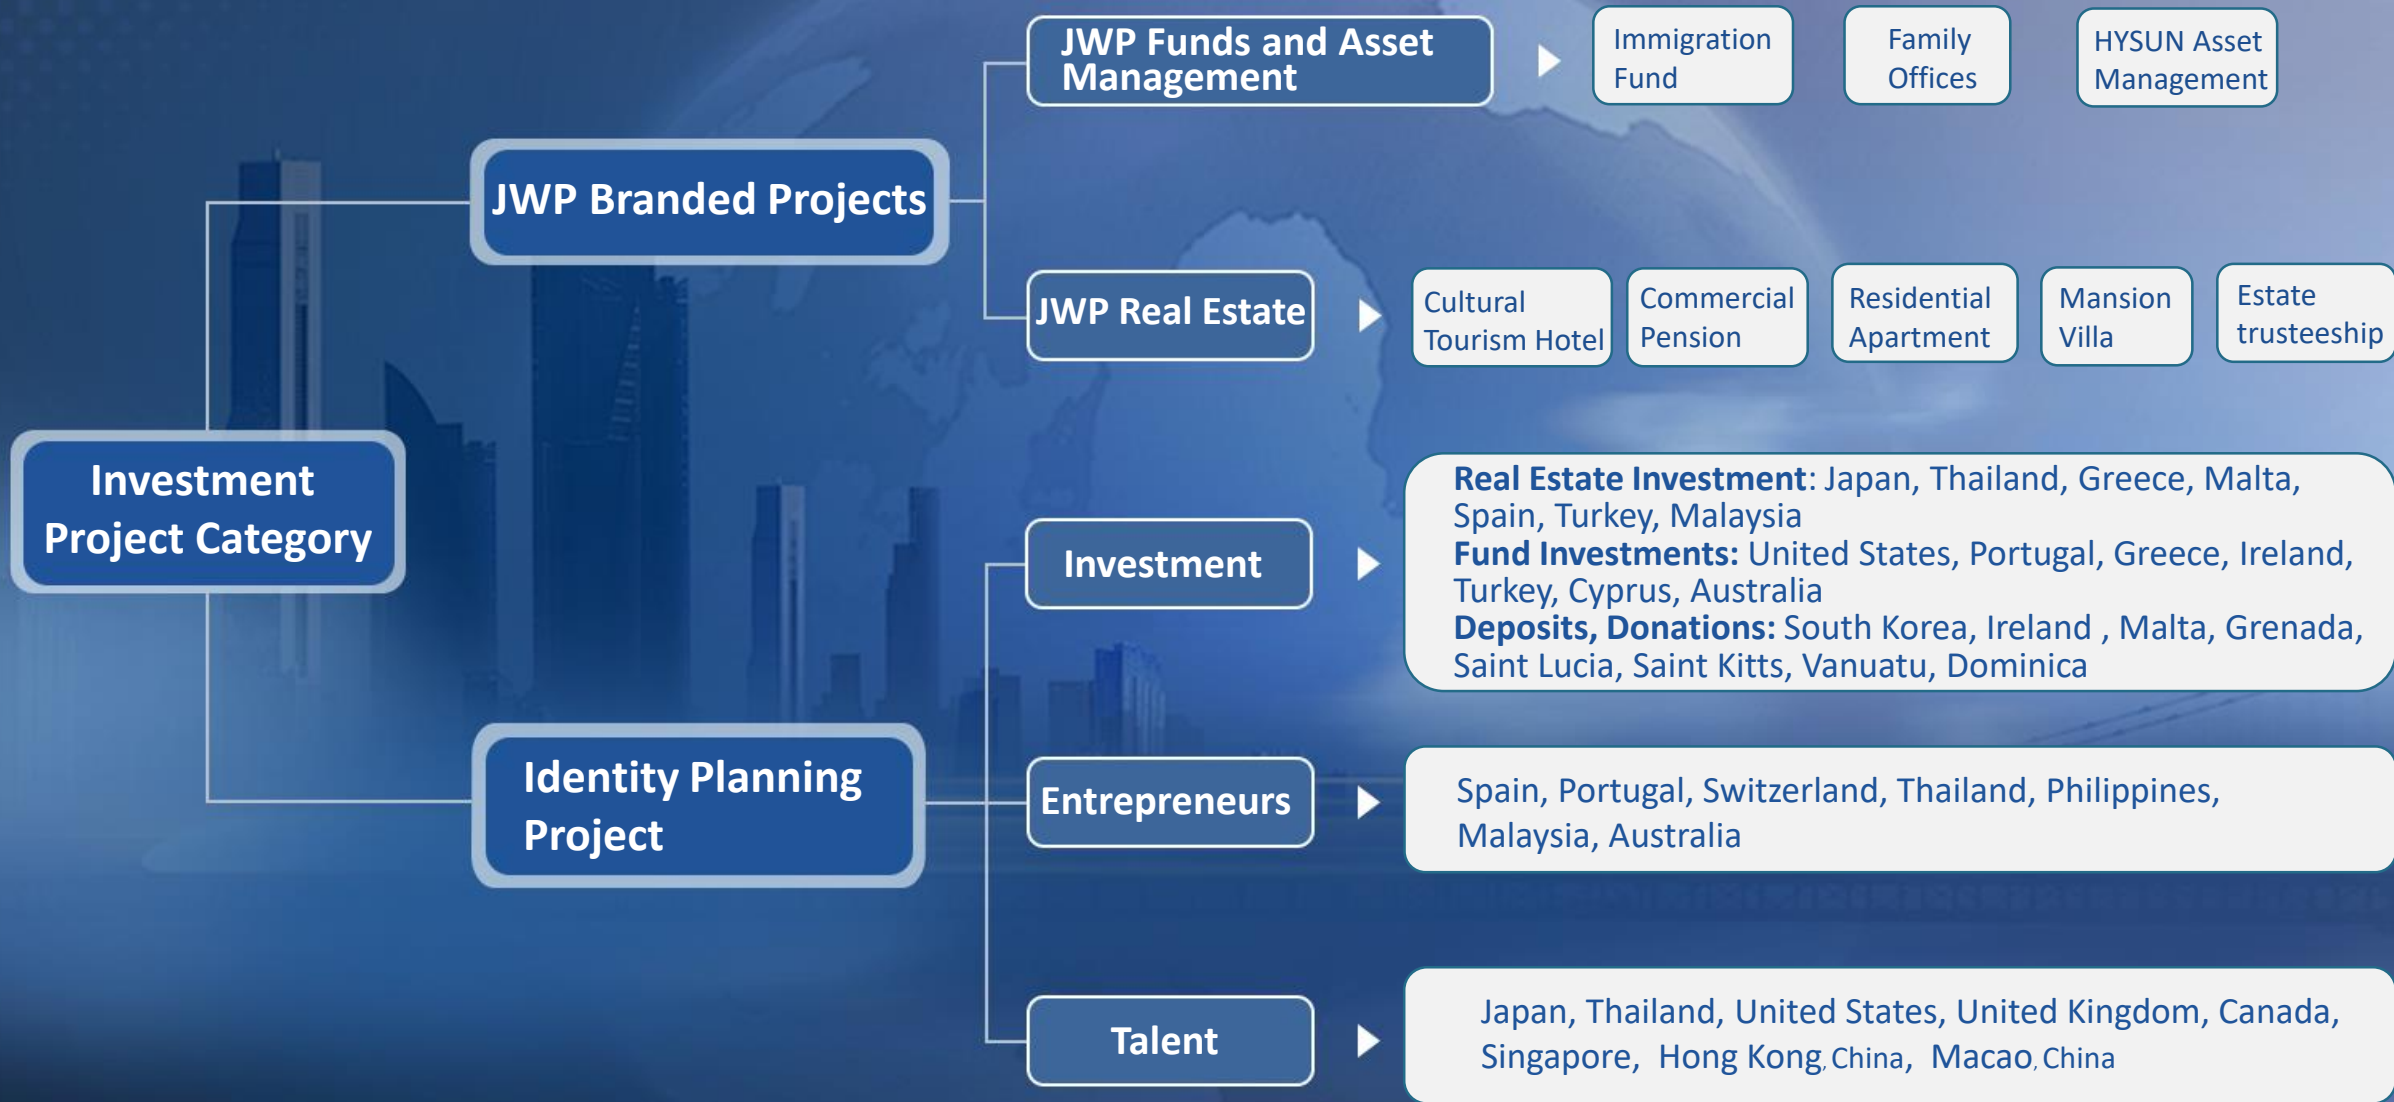 JWP Funds and Asset
Management
Immigration
Fund
Family
Offices
HYSUN Asset
Management
JWP Branded Projects
JWP Real Estate
Cultural
Tourism Hotel
Commercial
Pension
Residential
Apartment
Mansion
Villa
Estate
trusteeship
Investment
Project Category
Investment
Real Estate Investment: Japan, Thailand, Greece, Malta,
Spain, Turkey, Malaysia
Fund Investments: United States, Portugal, Greece, Ireland,
Turkey, Cyprus, Australia
Deposits, Donations: South Korea, Ireland , Malta, Grenada,
Saint Lucia, Saint Kitts, Vanuatu, Dominica
Identity Planning
Project
Entrepreneurs
Spain, Portugal, Switzerland, Thailand, Philippines,
Malaysia, Australia
Talent
Japan, Thailand, United States, United Kingdom, Canada,
Singapore, Hong Kong, China, Macao, China